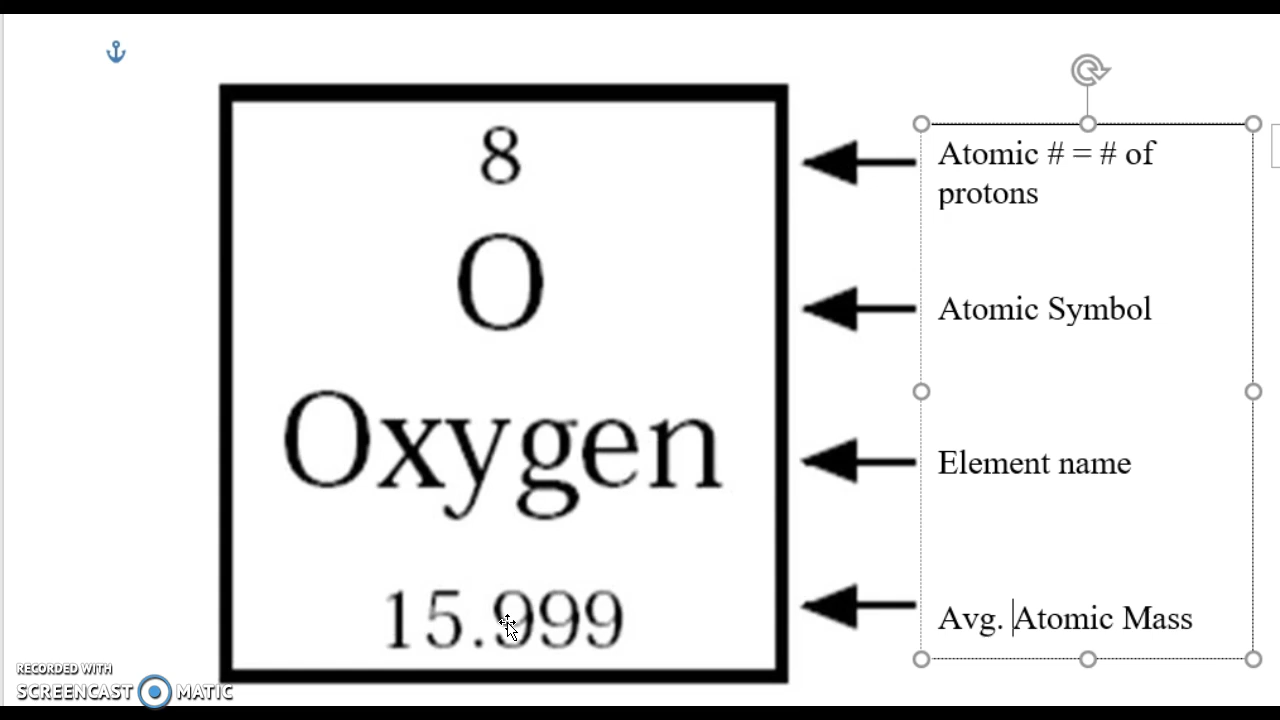 8
Atomic # = # of
protons
O
Atomic Symbol
Oxygen
Element name
15.999
Avg. Atomic Mass
RECORDED WITH
SCREENCAST MATIC